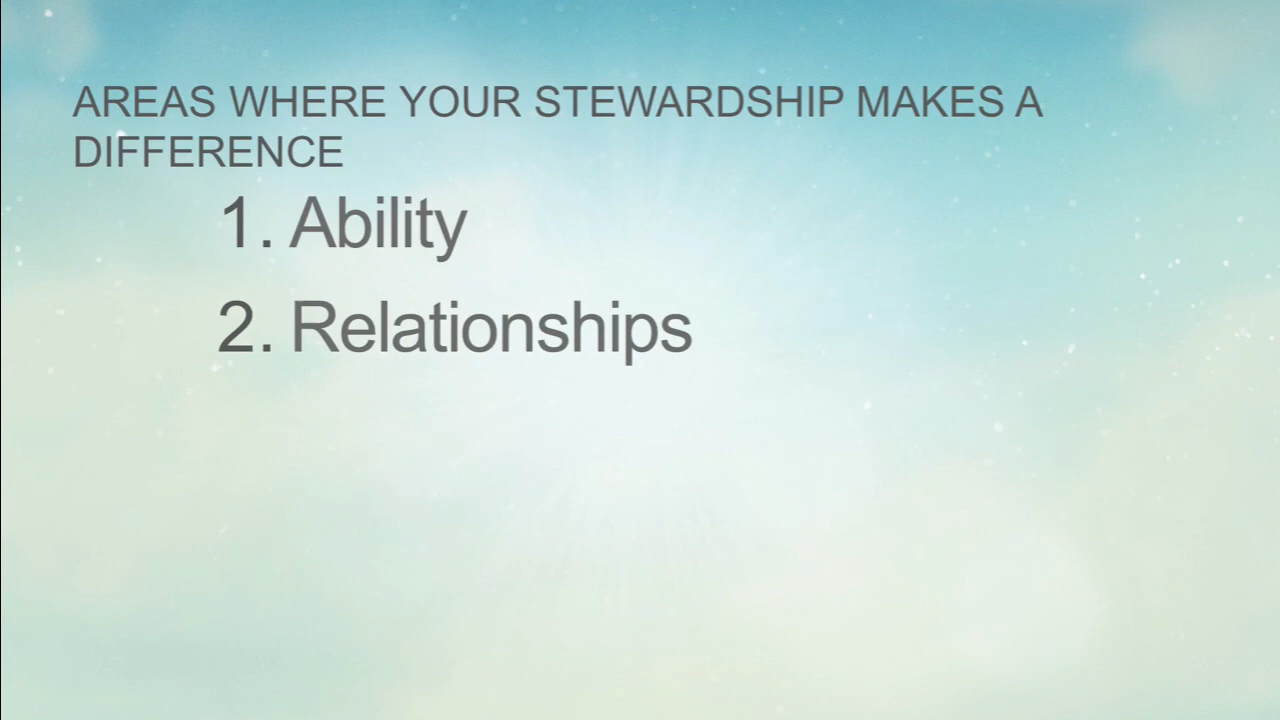 AREAS WHERE YOUR STEWARDSHIP MAKES A
DIFFERENCE
1. Ability
2. Relationships